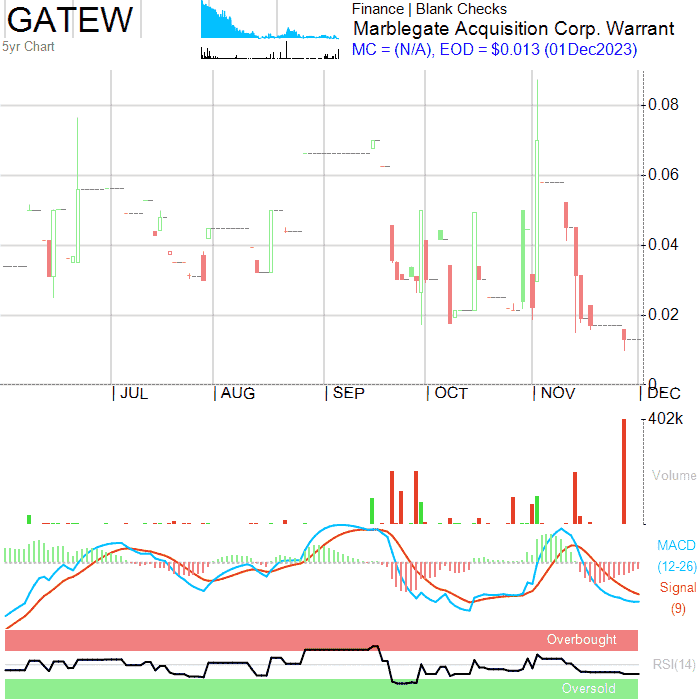 GATEW
5yr Chart
Finance | Blank Checks
Marblegate Acquisition Corp. Warrant
MC = (N/A), EOD = $0.013 (01Dec2023)
0.08
0.06
0.04
0.02
0
JUL AUG SEP OCT NOV DEC
402k
Volume
MACD
(12-26)
Signal
(9)
Overbought
RSI(14)
Oversold